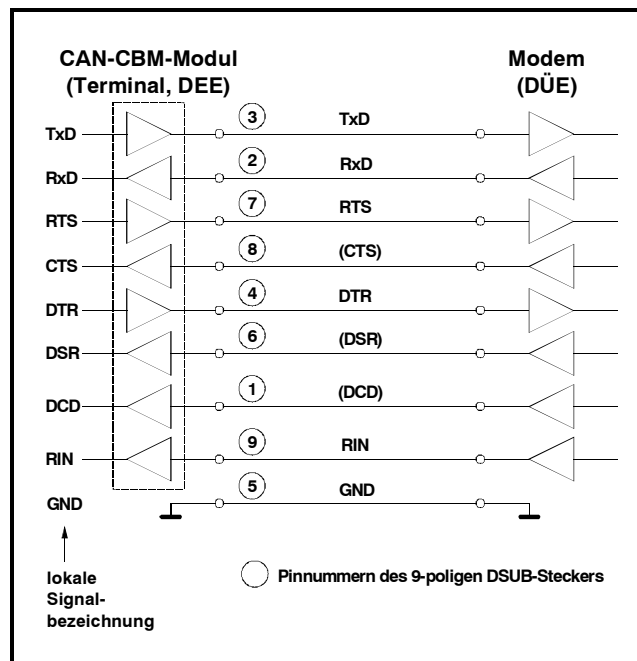 CAN-CBM-Modul
(Terminal, DEE)
Modem
(DÜE)
TxD 3 TxD
RxD 2 RxD
RTS 7 RTS
CTS 8 (CTS)
DTR 4 DTR
DSR 6 (DSR)
DCD 1 (DCD)
RIN 9 RIN
GND 5 GND
lokale
Signal-
bezeichnung
Pinnummern des 9-poligen DSUB-Steckers